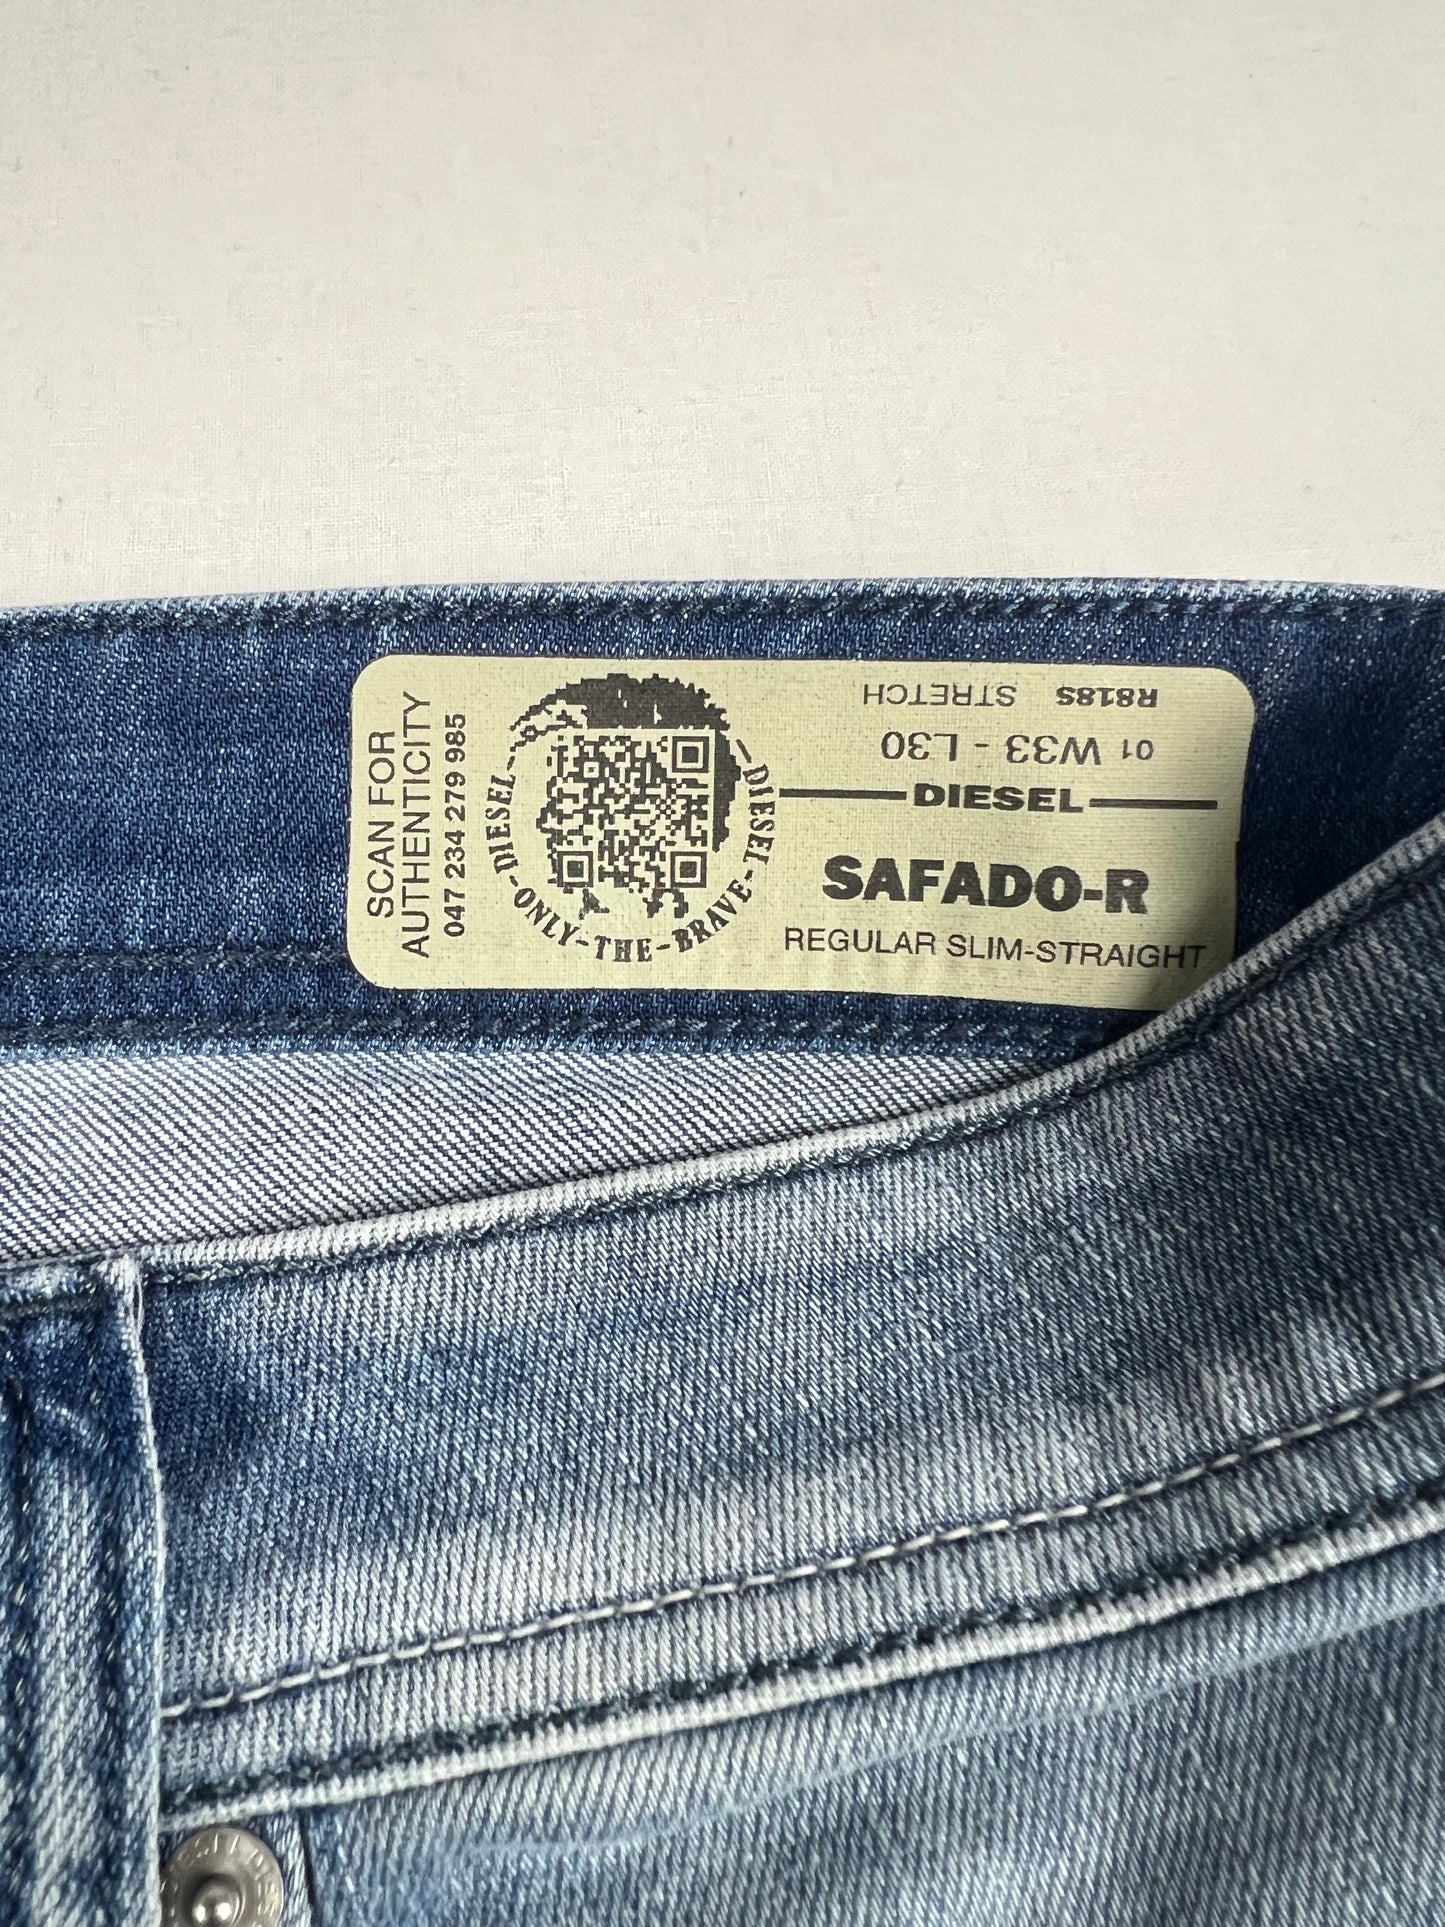 SCAN FOR
AUTHENTICITY
047 234 279 985
DIESEL-ONLY-THE-BRAVE-DIESEL
R818S STRETCH
01 W33 - L30
DIESEL
SAFADO-R
REGULAR SLIM-STRAIGHT